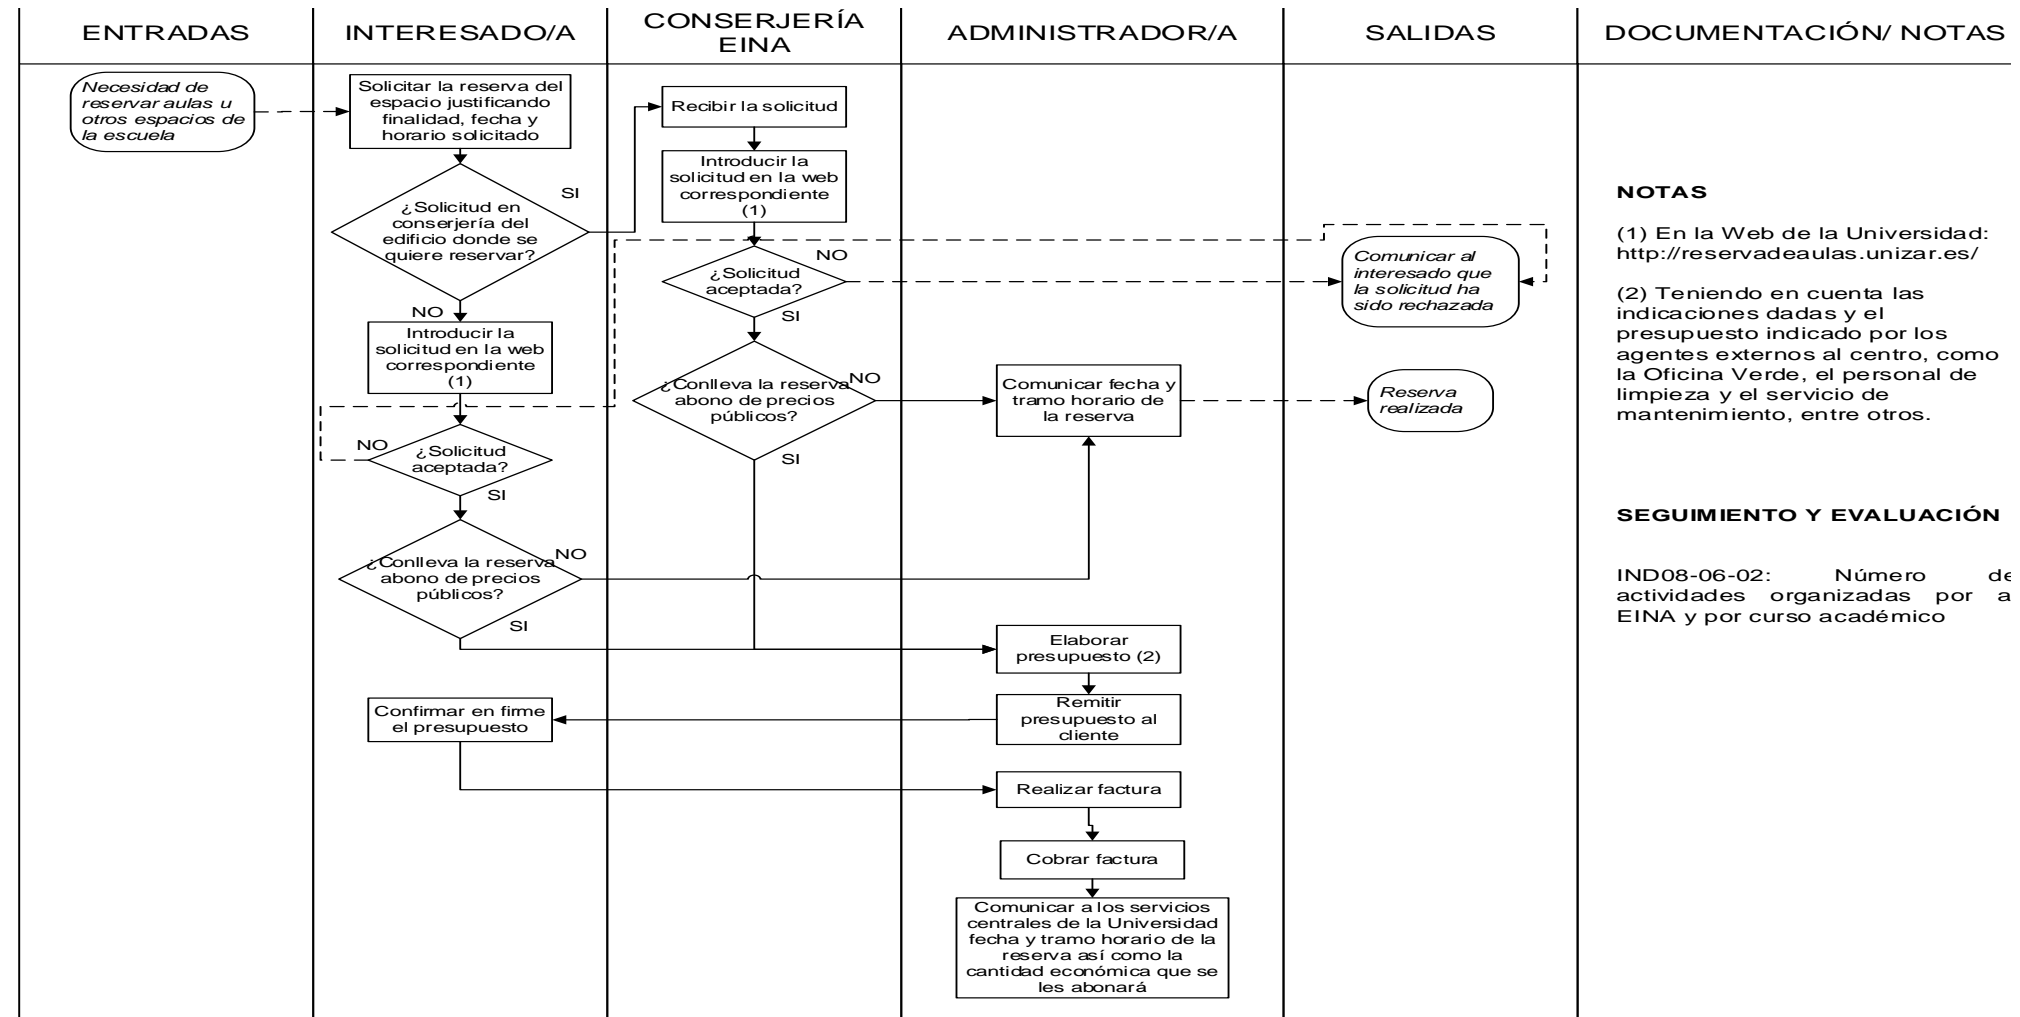 ENTRADAS
INTERESADO/A
CONSERJERÍA
EINA
ADMINISTRADOR/A
SALIDAS
DOCUMENTACIÓN/ NOTAS
Necesidad de
reservar aulas u
otros espacios de
la escuela
Solicitar la reserva del
espacio justificando
finalidad, fecha y
horario solicitado
¿Solicitud en
conserjería del
edificio donde se
quiere reservar?
SI
NO
Introducir la
solicitud en la web
correspondiente
(1)
¿Solicitud
aceptada?
NO
SI
¿Conlleva la reserva
abono de precios
públicos?
NO
SI
Confirmar en firme
el presupuesto
Recibir la solicitud
Introducir la
solicitud en la web
correspondiente
(1)
¿Solicitud
aceptada?
NO
SI
¿Conlleva la reserva
abono de precios
públicos?
NO
SI
Comunicar fecha y
tramo horario de
la reserva
Elaborar
presupuesto (2)
Remitir
presupuesto al
cliente
Realizar factura
Cobrar factura
Comunicar a los servicios
centrales de la Universidad
fecha y tramo horario de la
reserva así como la
cantidad económica que se
les abonará
Comunicar al
interesado que
la solicitud ha
sido rechazada
Reserva
realizada
NOTAS
(1) En la Web de la Universidad:
http://reservadeaulas.unizar.es/
(2) Teniendo en cuenta las
indicaciones dadas y el
presupuesto indicado por los
agentes externos al centro, como
la Oficina Verde, el personal de
limpieza y el servicio de
mantenimiento, entre otros.
SEGUIMIENTO Y EVALUACIÓN
IND08-06-02: Número de
actividades organizadas por a
EINA y por curso académico